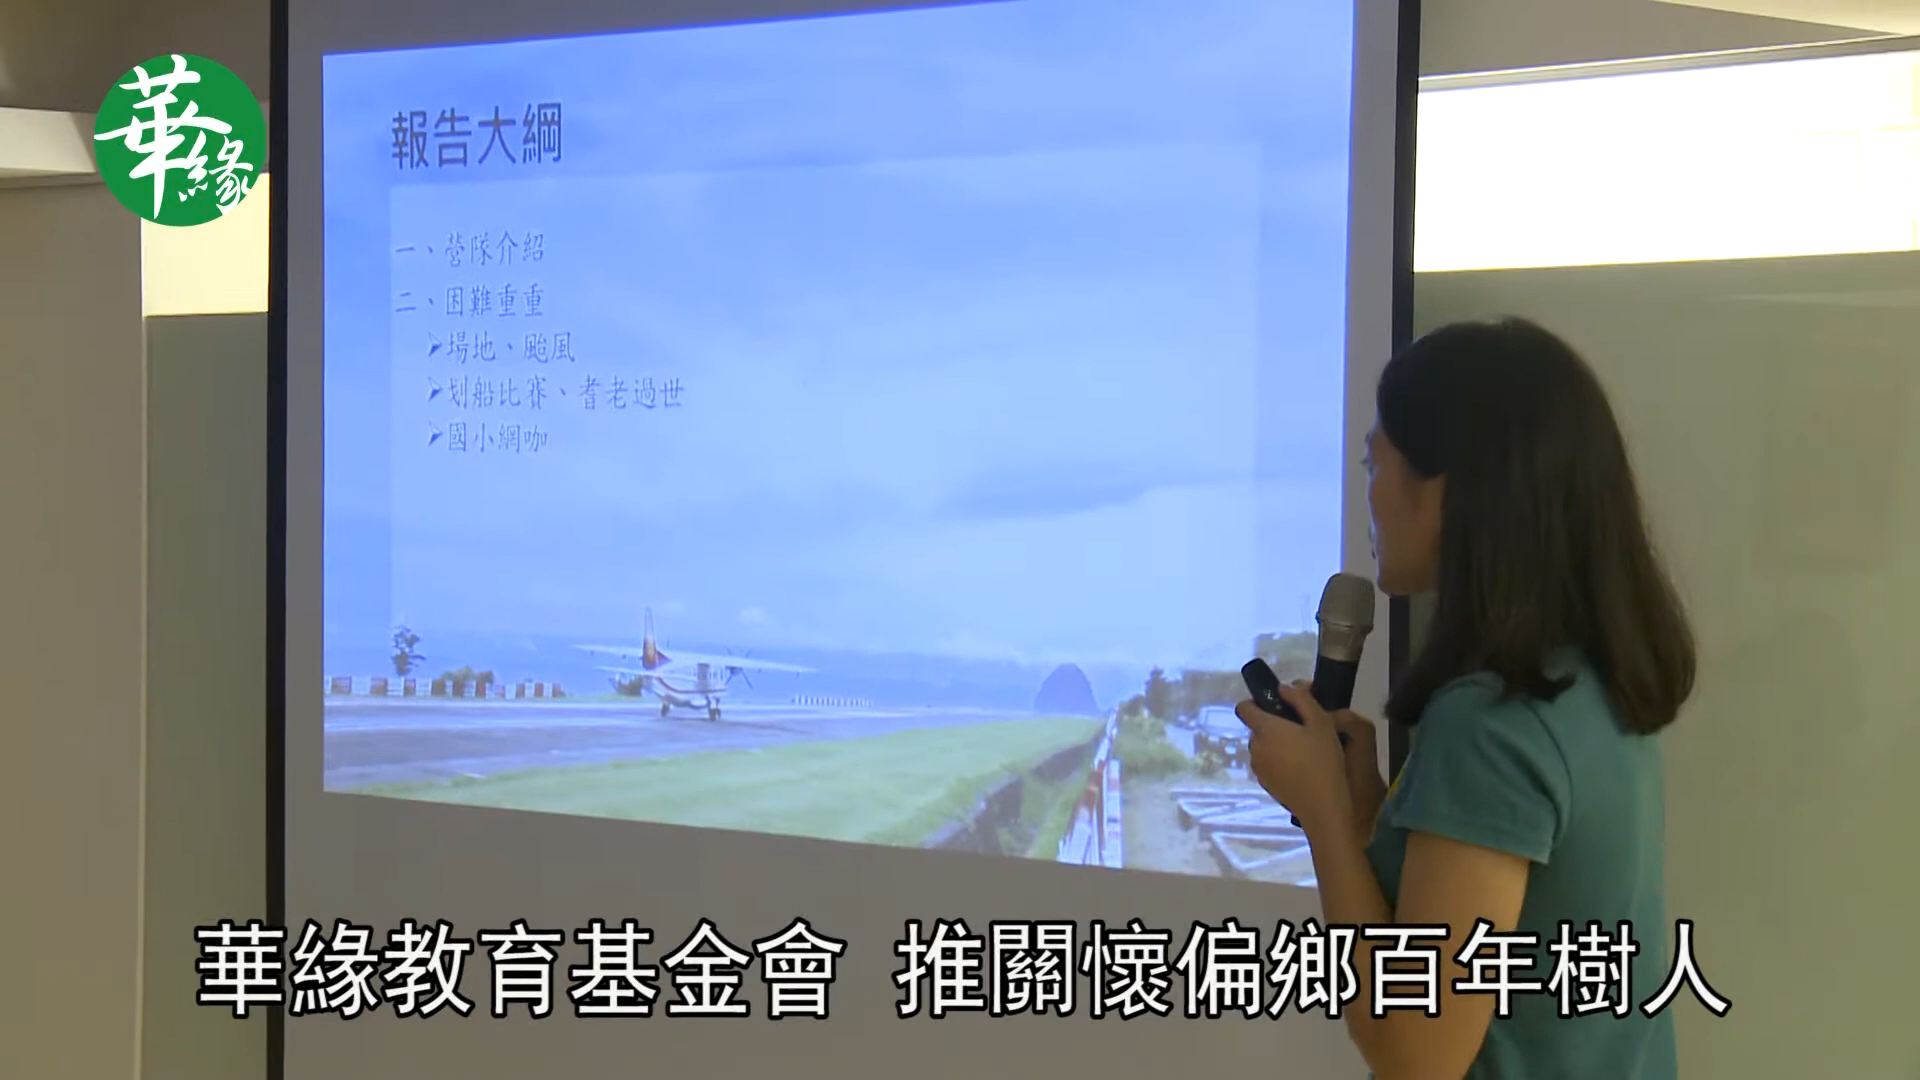 華緣
報告大綱
一、營隊介紹
二、困難重重
➢場地、颱風
➢划船比賽、耆老過世
➢國小網咖
華緣教育基金會 推關懷偏鄉百年樹人